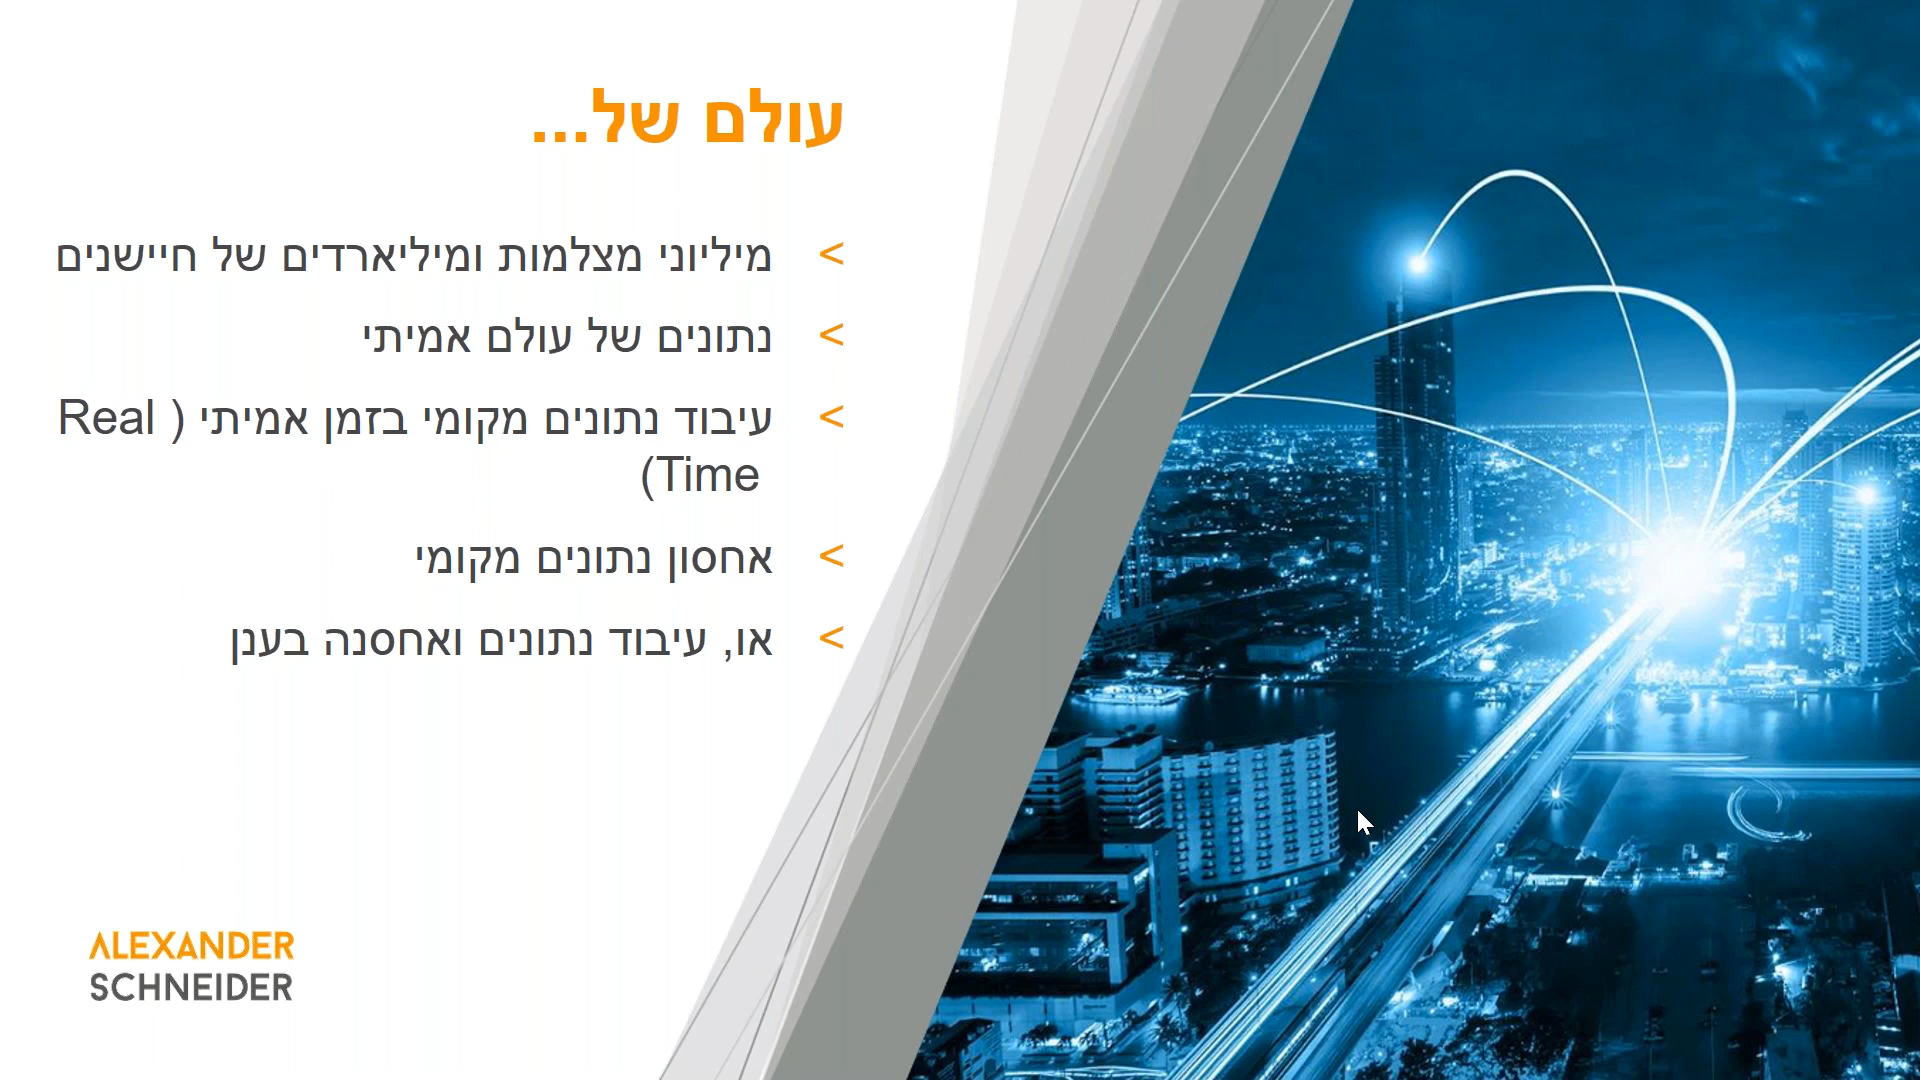 עולם של...
> מיליוני מצלמות ומיליארדים של חיישנים
> נתונים של עולם אמיתי
> עיבוד נתונים מקומי בזמן אמיתי (Real
Time)
> אחסון נתונים מקומי
> או, עיבוד נתונים ואחסנה בענן
ALEXANDER
SCHNEIDER